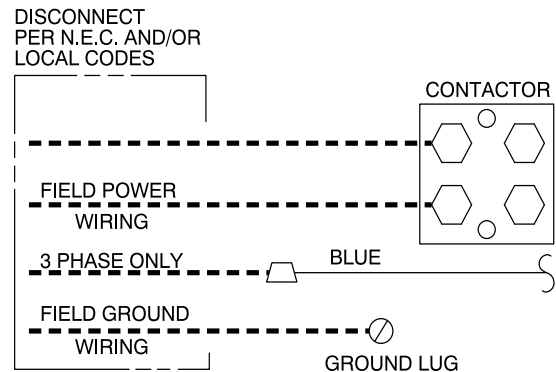 DISCONNECT
PER N.E.C. AND/OR
LOCAL CODES
CONTACTOR
FIELD POWER
WIRING
3 PHASE ONLY
BLUE
FIELD GROUND
WIRING
GROUND LUG